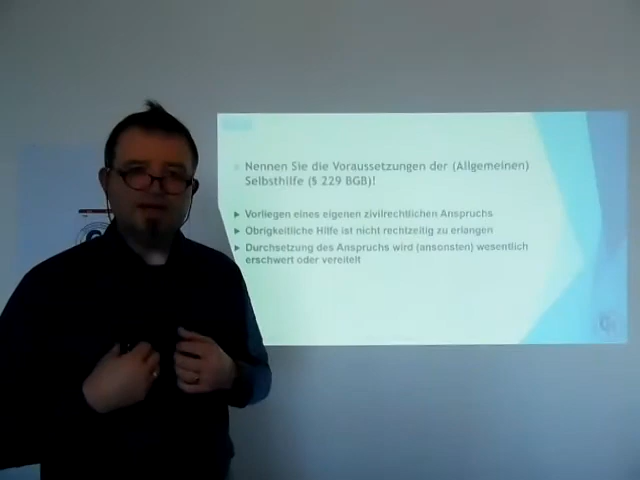 Nennen Sie die Voraussetzungen der (Allgemeinen)
Selbsthilfe (§ 229 BGB)!
Vorliegen eines eigenen zivilrechtlichen Anspruchs
Obrigkeitliche Hilfe ist nicht rechtzeitig zu erlangen
Durchsetzung des Anspruchs wird (ansonsten) wesentlich
erschwert oder vereitelt